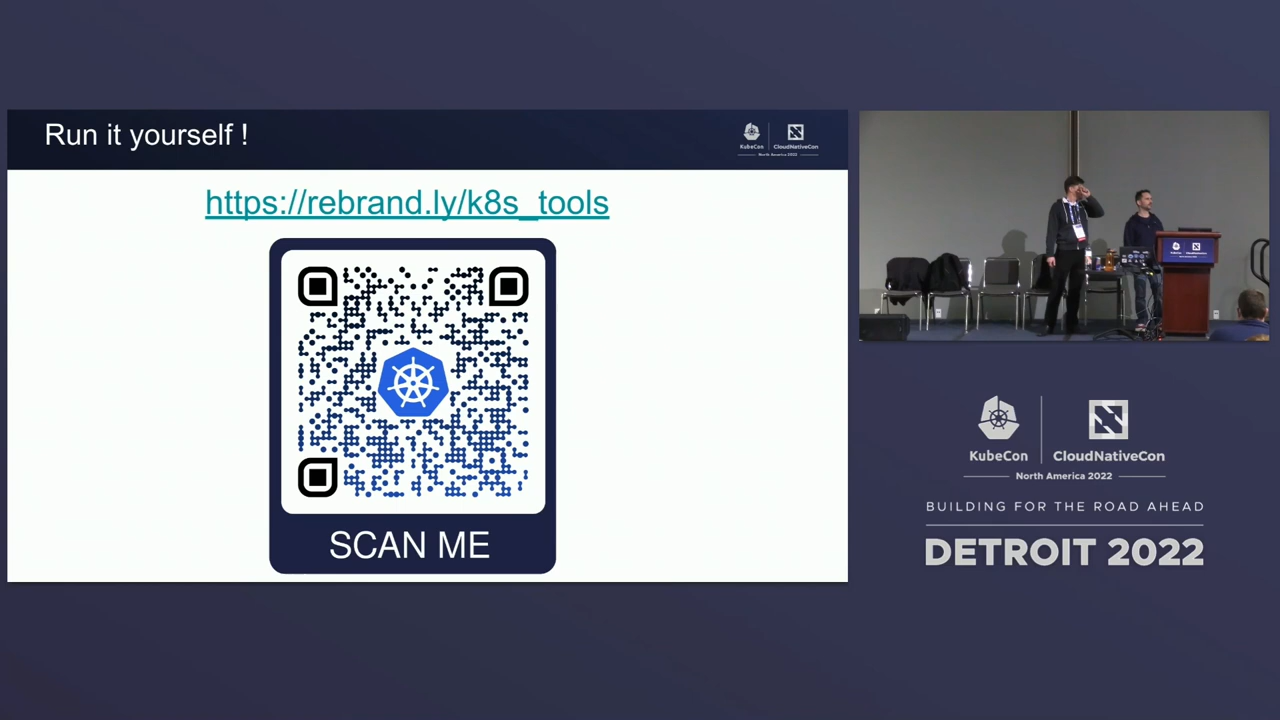 Run it yourself !
KubeCon
CloudNativeCon
North America 2022
https://rebrand.ly/k8s_tools
SCAN ME
KubeCon
CloudNativeCon
North America 2022
BUILDING FOR THE ROAD AHEAD
DETROIT 2022